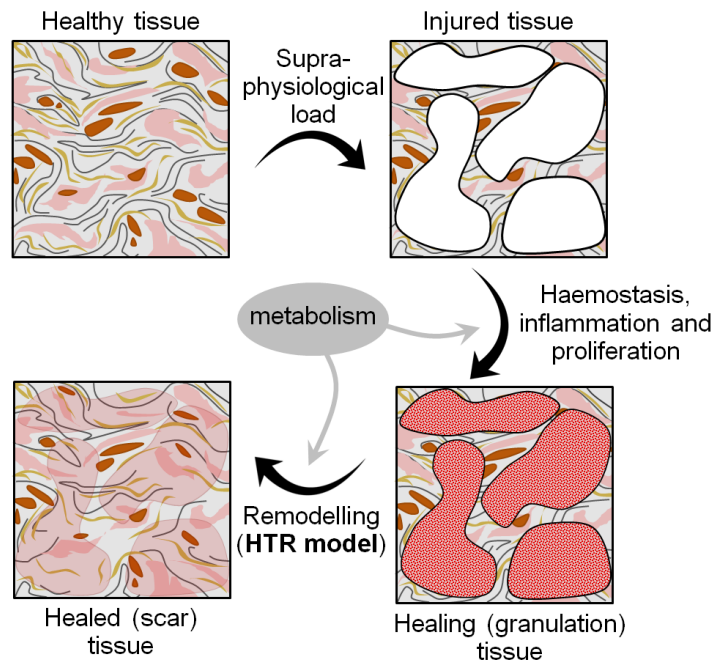 Healthy tissue
Injured tissue
Supra-
physiological
load
metabolism
Haemostasis,
inflammation and
proliferation
Remodelling
(HTR model)
Healed (scar)
tissue
Healing (granulation)
tissue